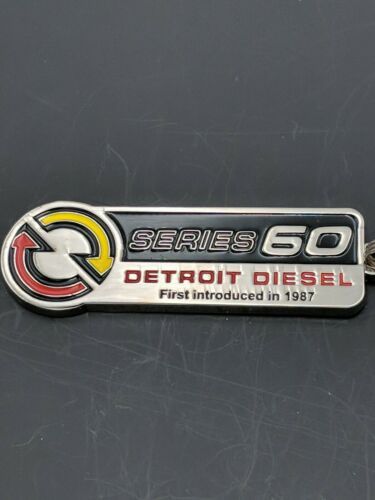 SERIES 60
DETROIT DIESEL
First introduced in 1987